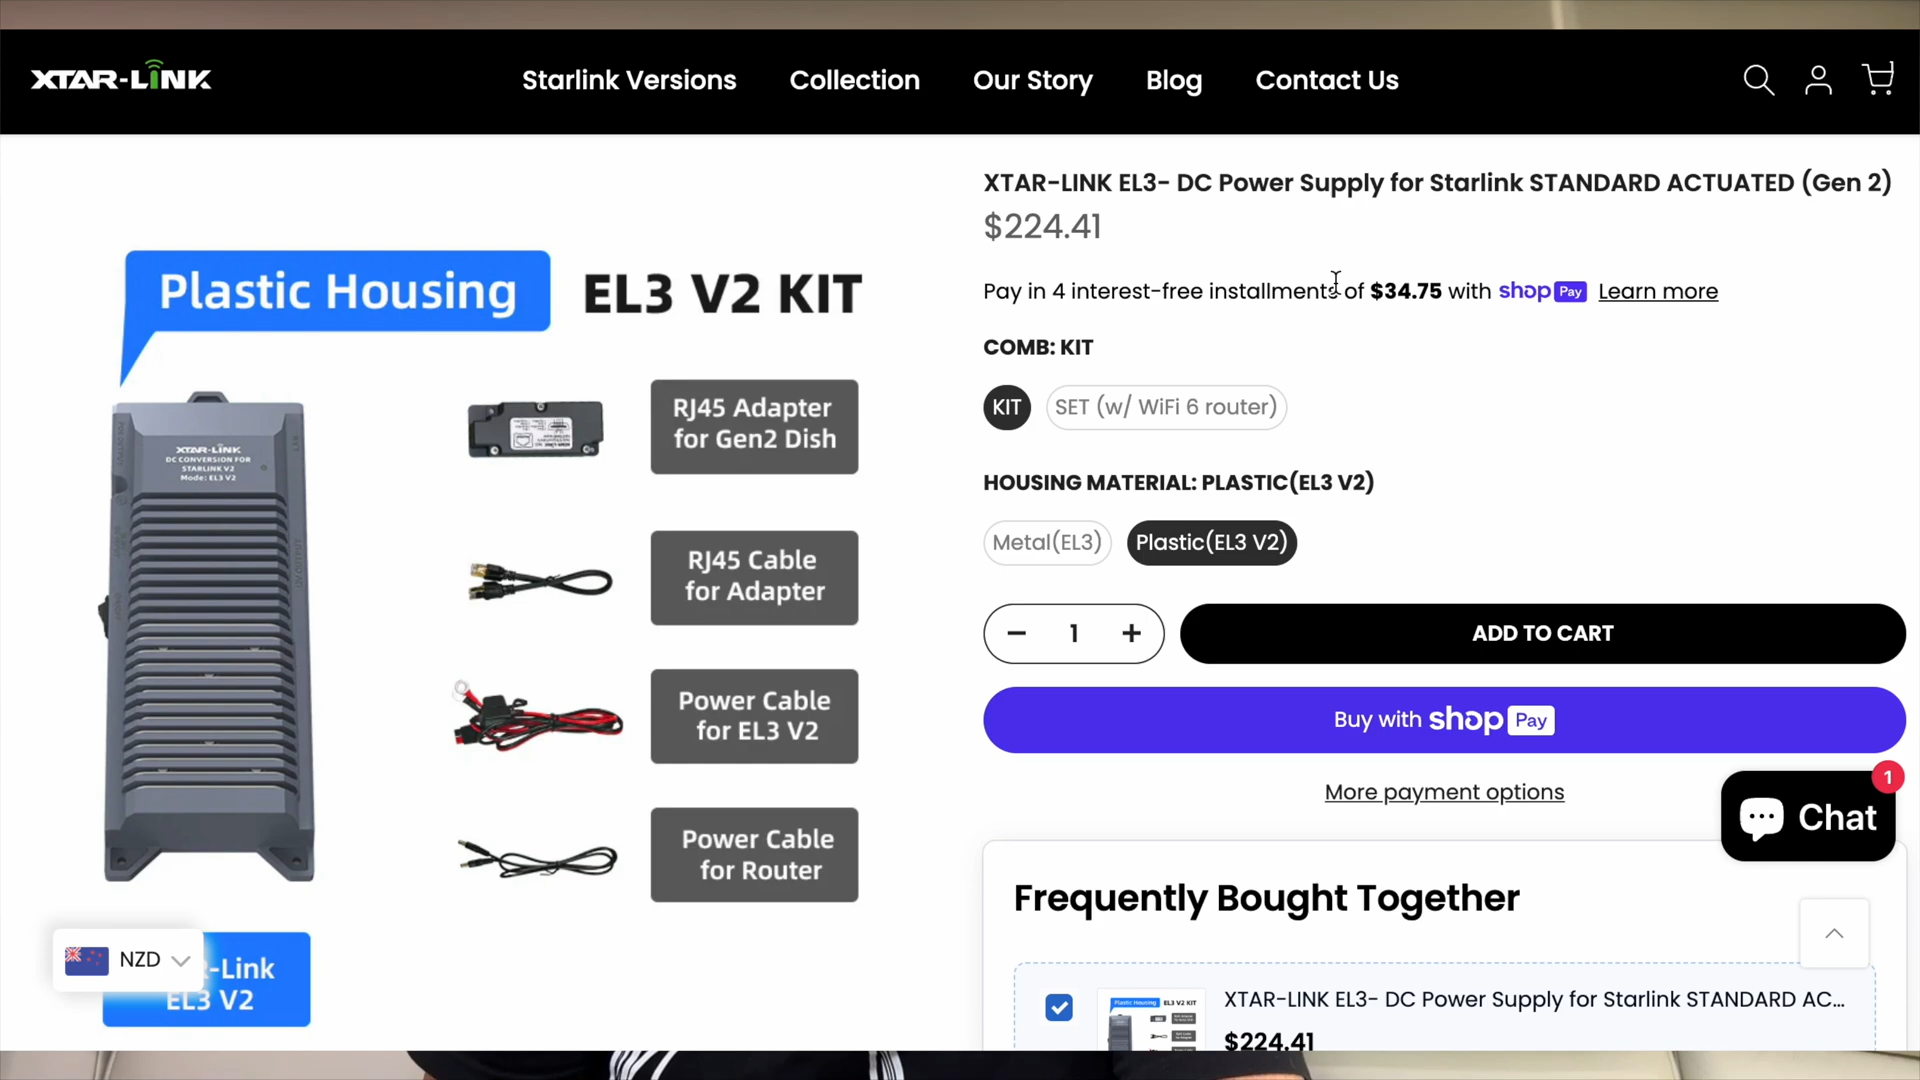 XTAR-LINK
Starlink Versions
Collection
Our Story
Blog
Contact Us
Plastic Housing
EL3 V2 KIT
XTAR-LINK
DC CONVERSION FOR
STARLINK V2
Mode: EL3 V2
RJ45 Adapter
for Gen2 Dish
RJ45 Cable
for Adapter
Power Cable
for EL3 V2
Power Cable
for Router
NZD
-Link
EL3 V2
XTAR-LINK EL3- DC Power Supply for Starlink STANDARD ACTUATED (Gen 2)
$224.41
Pay in 4 interest-free installments of $34.75 with shop Pay Learn more
COMB: KIT
KIT
SET (w/ WiFi 6 router)
HOUSING MATERIAL: PLASTIC(EL3 V2)
Metal(EL3)
Plastic(EL3 V2)
1
ADD TO CART
Buy with shop Pay
More payment options
1
Chat
Frequently Bought Together
Plastic Housing
EL3 V2 KIT
XTAR-LINK EL3- DC Power Supply for Starlink STANDARD AC...
$224.41